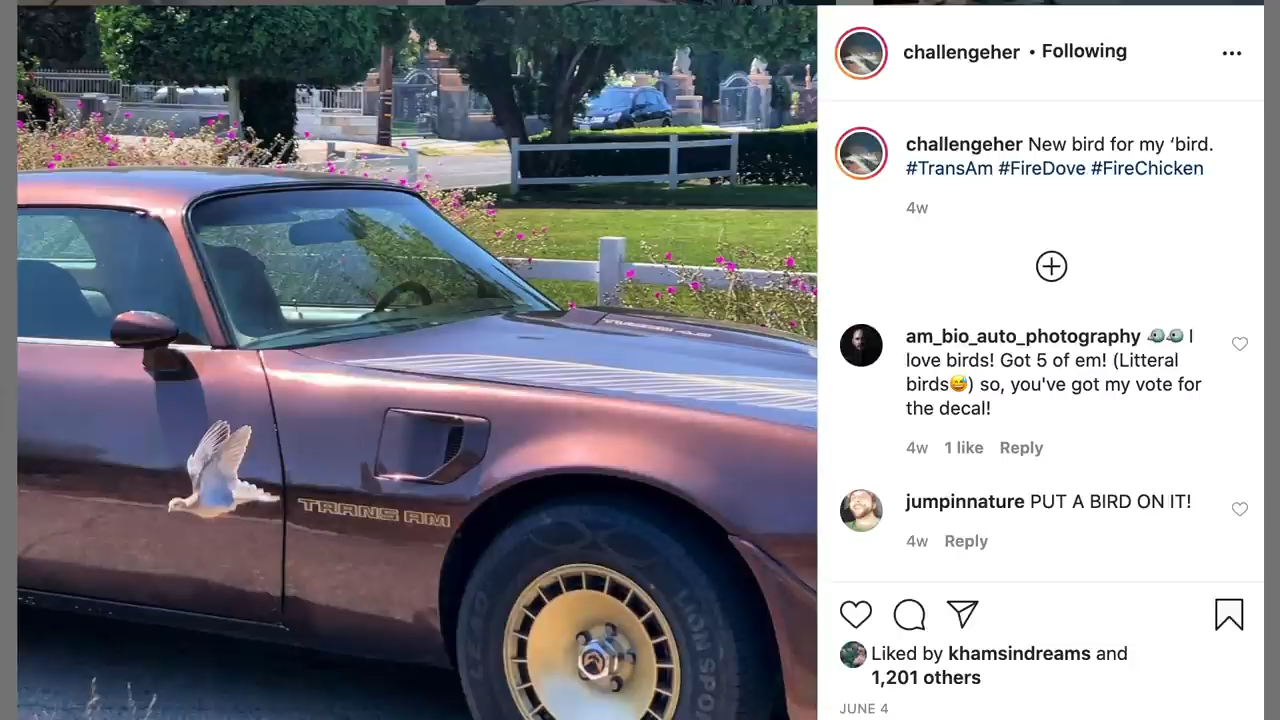 challengeher • Following
challengeher New bird for my ‘bird.
#TransAm #FireDove #FireChicken
4w
am_bio_auto_photography I
love birds! Got 5 of em! (Litteral
birds😅) so, you've got my vote for
the decal!
4w 1 like Reply
jumpinnature PUT A BIRD ON IT!
4w Reply
Liked by khamsindreams and
1,201 others
JUNE 4
TRANS AM